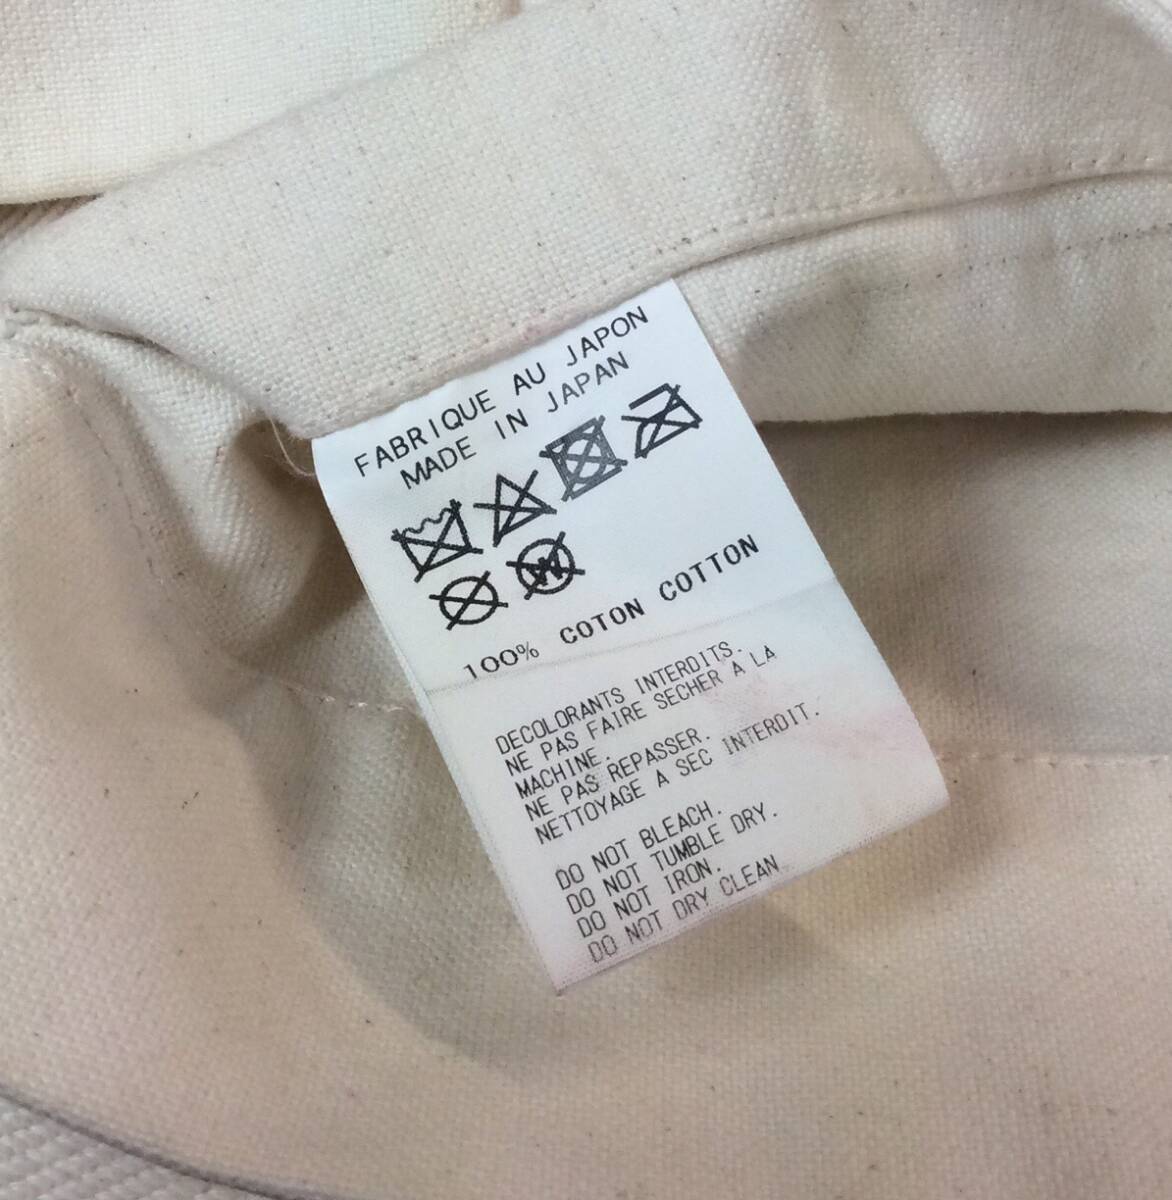 FABRIQUE AU JAPON
MADE IN JAPAN
W
100% COTON COTTON
DECOLORANTS INTERDITS.
NE PAS FAIRE SECHER A LA
MACHINE.
NE PAS REPASSER.
NETTOYAGE A SEC INTERDIT.
DO NOT BLEACH.
DO NOT TUMBLE DRY.
DO NOT IRON.
DO NOT DRY CLEAN.